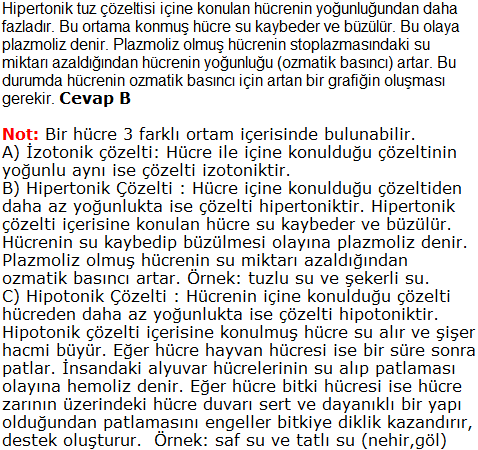 Hipertonik tuz çözeltisi içine konulan hücrenin yoğunluğundan daha
fazladır. Bu ortama konmuş hücre su kaybeder ve büzülür. Bu olaya
plazmoliz denir. Plazmoliz olmuş hücrenin stoplazmasındaki su
miktarı azaldığından hücrenin yoğunluğu (ozmatik basıncı) artar. Bu
durumda hücrenin ozmatik basıncı için artan bir grafiğin oluşması
gerekir. Cevap B
Not: Bir hücre 3 farklı ortam içerisinde bulunabilir.
A) İzotonik çözelti: Hücre ile içine konulduğu çözeltinin
yoğunlu aynı ise çözelti izotoniktir.
B) Hipertonik Çözelti : Hücre içine konulduğu çözeltiden
daha az yoğunlukta ise çözelti hipertoniktir. Hipertonik
çözelti içerisine konulan hücre su kaybeder ve büzülür.
Hücrenin su kaybedip büzülmesi olayına plazmoliz denir.
Plazmoliz olmuş hücrenin su miktarı azaldığından
ozmatik basıncı artar. Örnek: tuzlu su ve şekerli su.
C) Hipotonik Çözelti : Hücrenin içine konulduğu çözelti
hücreden daha az yoğunlukta ise çözelti hipotoniktir.
Hipotonik çözelti içerisine konulmuş hücre su alır ve şişer
hacmi büyür. Eğer hücre hayvan hücresi ise bir süre sonra
patlar. İnsandaki alyuvar hücrelerinin su alıp patlaması
olayına hemoliz denir. Eğer hücre bitki hücresi ise hücre
zarının üzerindeki hücre duvarı sert ve dayanıklı bir yapı
olduğundan patlamasını engeller bitkiye diklik kazandırır,
destek oluşturur.  Örnek: saf su ve tatlı su (nehir,göl)